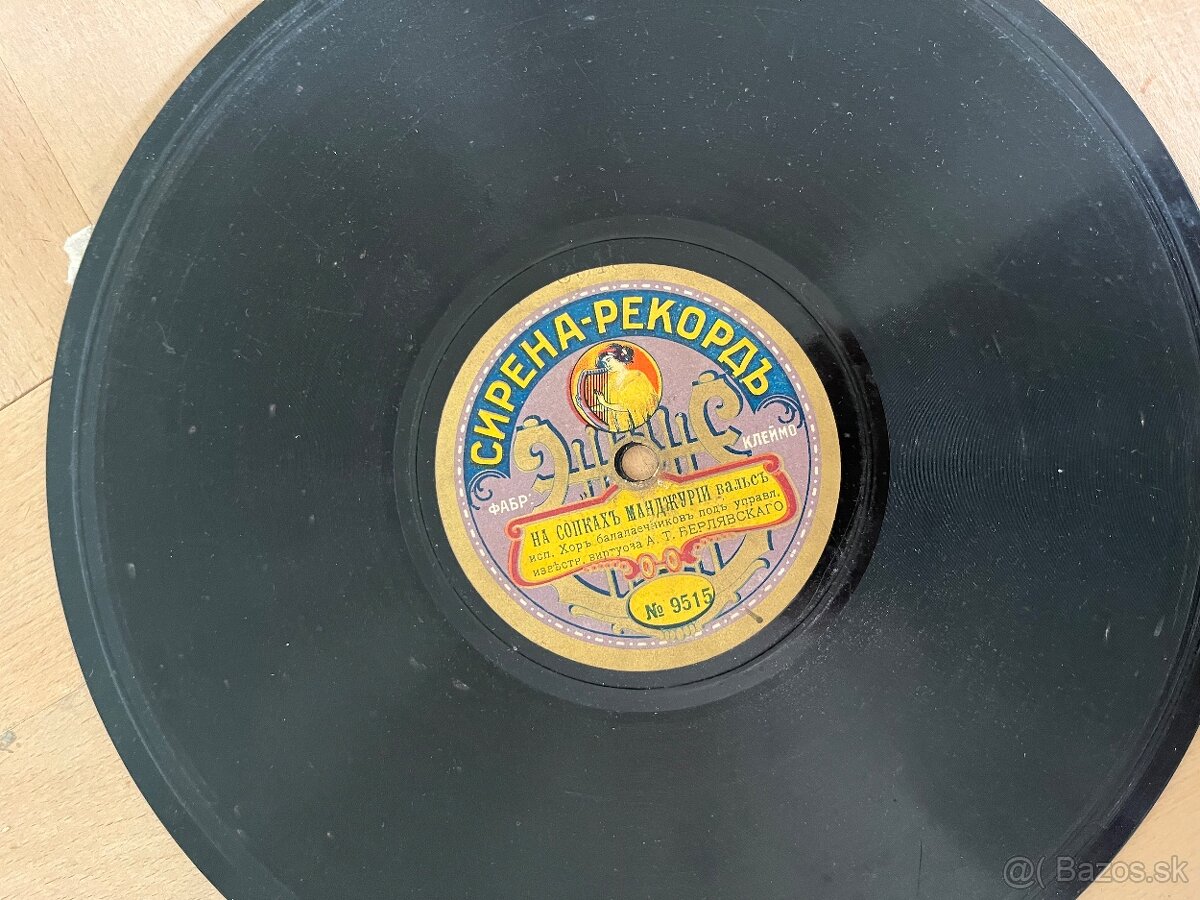 СИРЕНА-РЕКОРДЪ
ФАБР:
КЛЕЙМО
НА СОПКАХЪ МАНДЖУРІИ вальсъ
исп. Хоръ балалаечниковъ подъ управл.
извѣстн. виртуоза А. Т. БЕРЛЯВСКАГО
№ 9515
@( Bazos.sk